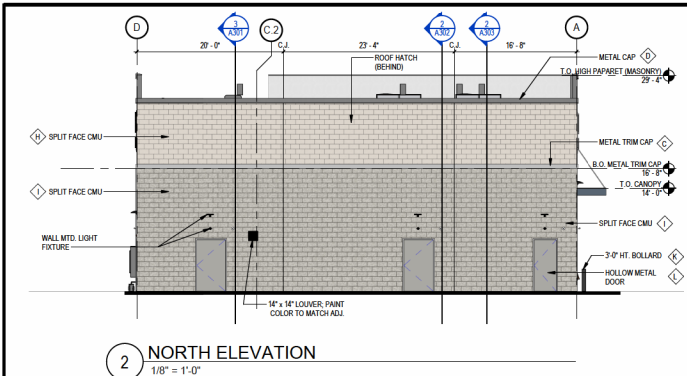 D
3
A301
C.2
2
A302
2
A303
A
20' - 0"
C.J.
23' - 4"
C.J.
16' - 8"
ROOF HATCH
(BEHIND)
METAL CAP D
T.O. HIGH PAPARET (MASONRY)
29' - 4"
H SPLIT FACE CMU
METAL TRIM CAP C
B.O. METAL TRIM CAP
16' - 8"
I SPLIT FACE CMU
T.O. CANOPY
14' - 0"
SPLIT FACE CMU I
WALL MTD. LIGHT
FIXTURE
3'-0" HT. BOLLARD K
HOLLOW METAL
DOOR L
14" x 14" LOUVER; PAINT
COLOR TO MATCH ADJ.
2 NORTH ELEVATION
1/8" = 1'-0"